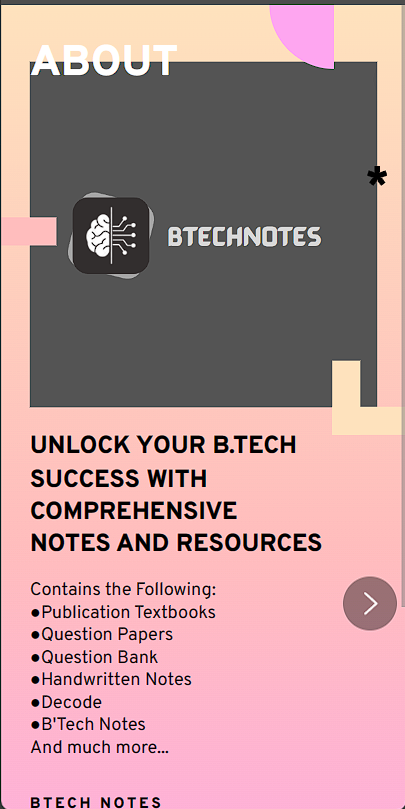 ABOUT
*
BTECHNOTES
UNLOCK YOUR B.TECH
SUCCESS WITH
COMPREHENSIVE
NOTES AND RESOURCES
Contains the Following:
●Publication Textbooks
●Question Papers
●Question Bank
●Handwritten Notes
●Decode
●B'Tech Notes
And much more...
BTECH NOTES